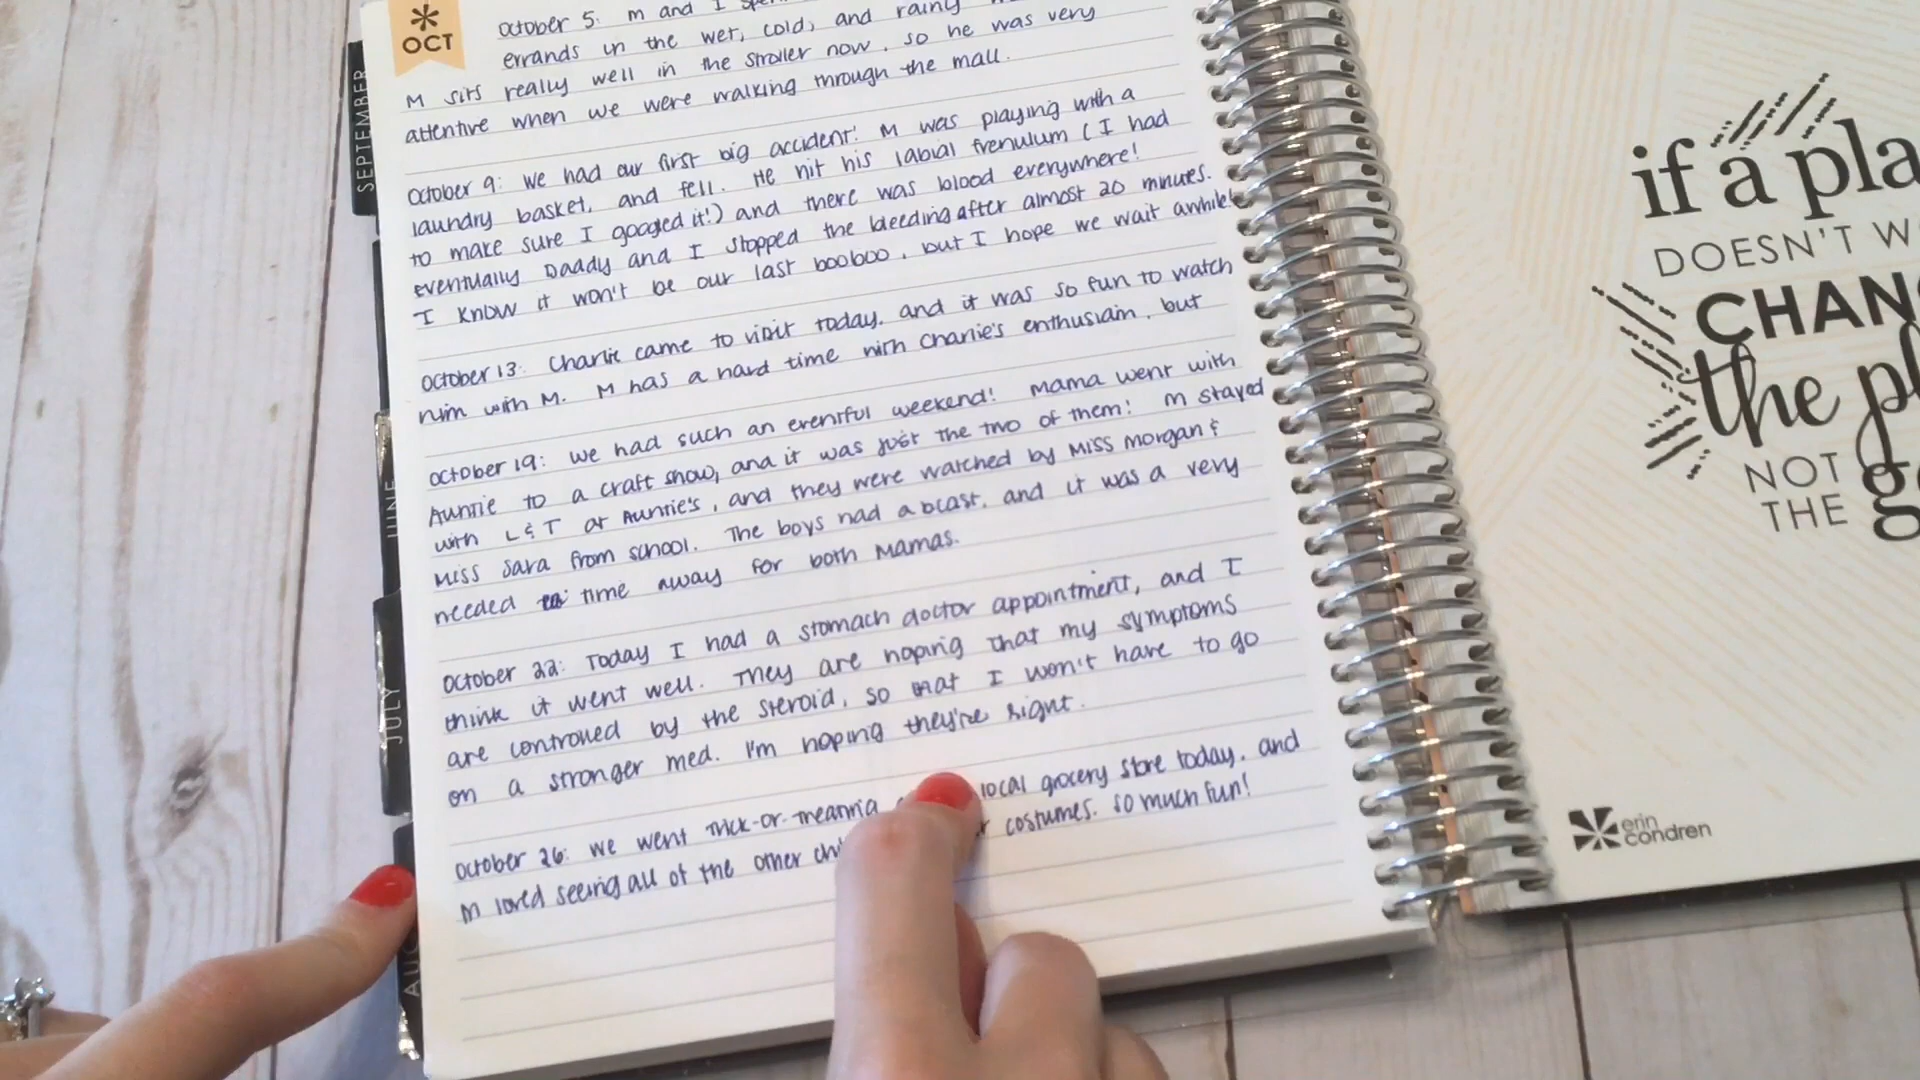 OCT
October 5: M and I
errands in the wet, cold, and rainy
M sits really well in the stroller now, so he was very
attentive when we were walking through the mall.
October 9: We had our first big accident! M was playing with a
laundry basket, and fell. He hit his labial frenulum (I had
to make sure I googled it!) and there was blood everywhere!
eventually Daddy and I stopped the bleeding after almost 20 minutes.
I know it won't be our last booboo, but I hope we wait awhile!
October 13: Charlie came to visit today, and it was so fun to watch
him with M. M has a hard time with Charlie's enthusiam, but
October 19: We had such an eventful weekend! Mama went with
Auntie to a craft show, and it was just the two of them! M stayed
with L & T at Auntie's, and they were watched by Miss Morgan &
Miss Sara from school. The boys had a blast, and it was a very
needed time away for both Mamas.
October 22: Today I had a stomach doctor appointment, and I
think it went well. They are hoping that my symptoms
are controlled by the steroid, so that I won't have to go
on a stronger med. I'm hoping they're right.
October 26: We went trick-or-treating local grocery store today, and
M loved seeing all of the other costumes. So much fun!
SEPTEMBER
JUNE
JULY
if a
DOESN'T
the
NOT
THE
erin
condren